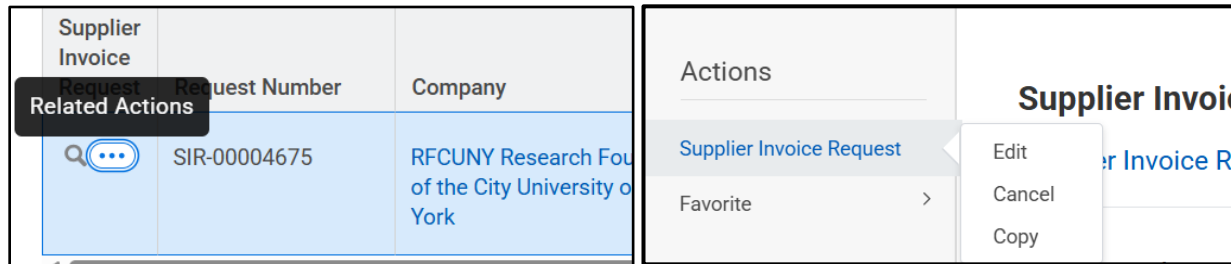 Supplier
Invoice
Request
Request Number
Company
Related Actions
SIR-00004675
RFCUNY Research Fou
of the City University o
York
Actions
Supplier Invoi
Supplier Invoice Request
Edit
er Invoice R
Favorite
Cancel
Copy